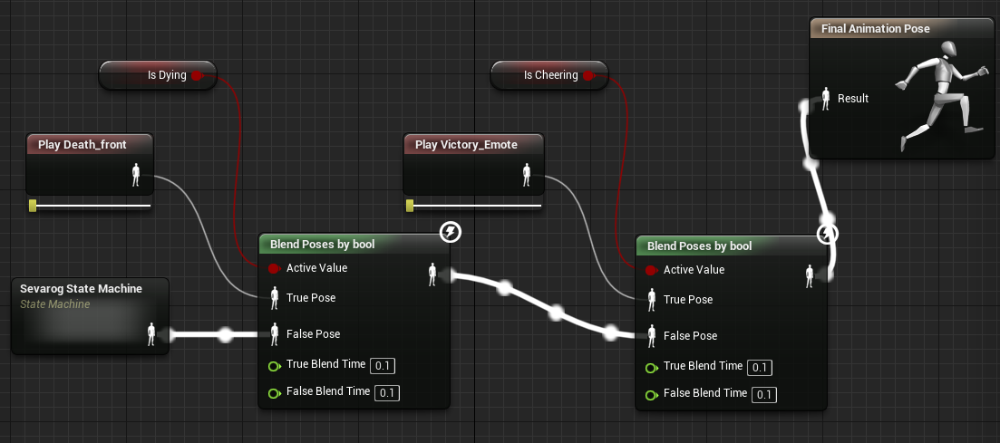 Final Animation Pose
Result
Is Dying
Is Cheering
Play Death_front
Play Victory_Emote
Sevarog State Machine
State Machine
Blend Poses by bool
Active Value
True Pose
False Pose
True Blend Time 0.1
False Blend Time 0.1
Blend Poses by bool
Active Value
True Pose
False Pose
True Blend Time 0.1
False Blend Time 0.1